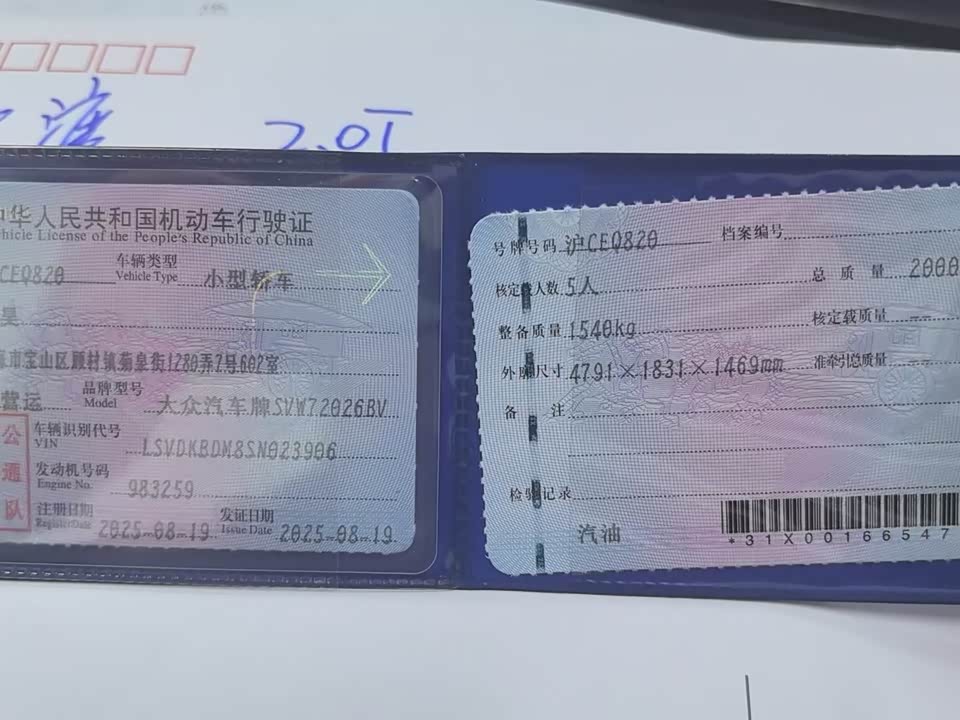 渡 2.0T
中华人民共和国机动车行驶证
Vehicle License of the People's Republic of China
CEQ820 车辆类型 Vehicle Type 小型轿车
吴
市宝山区顾村镇菊泉街1280弄7号602室
营运 品牌型号 Model 大众汽车牌SVW72026BV
车辆识别代号 VIN LSVDKBDM8SN023906
发动机号码 Engine No. 983259
注册日期 Register Date 2025-08-19 发证日期 Issue Date 2025-08-19
公
通
队
号牌号码 沪CEQ820 档案编号
核定载人数 5人 总质量 2000
整备质量 1540kg 核定载质量 --
外廓尺寸 4791×1831×1469mm 准牵引总质量 --
备注
检验记录
汽油
*31X00166547